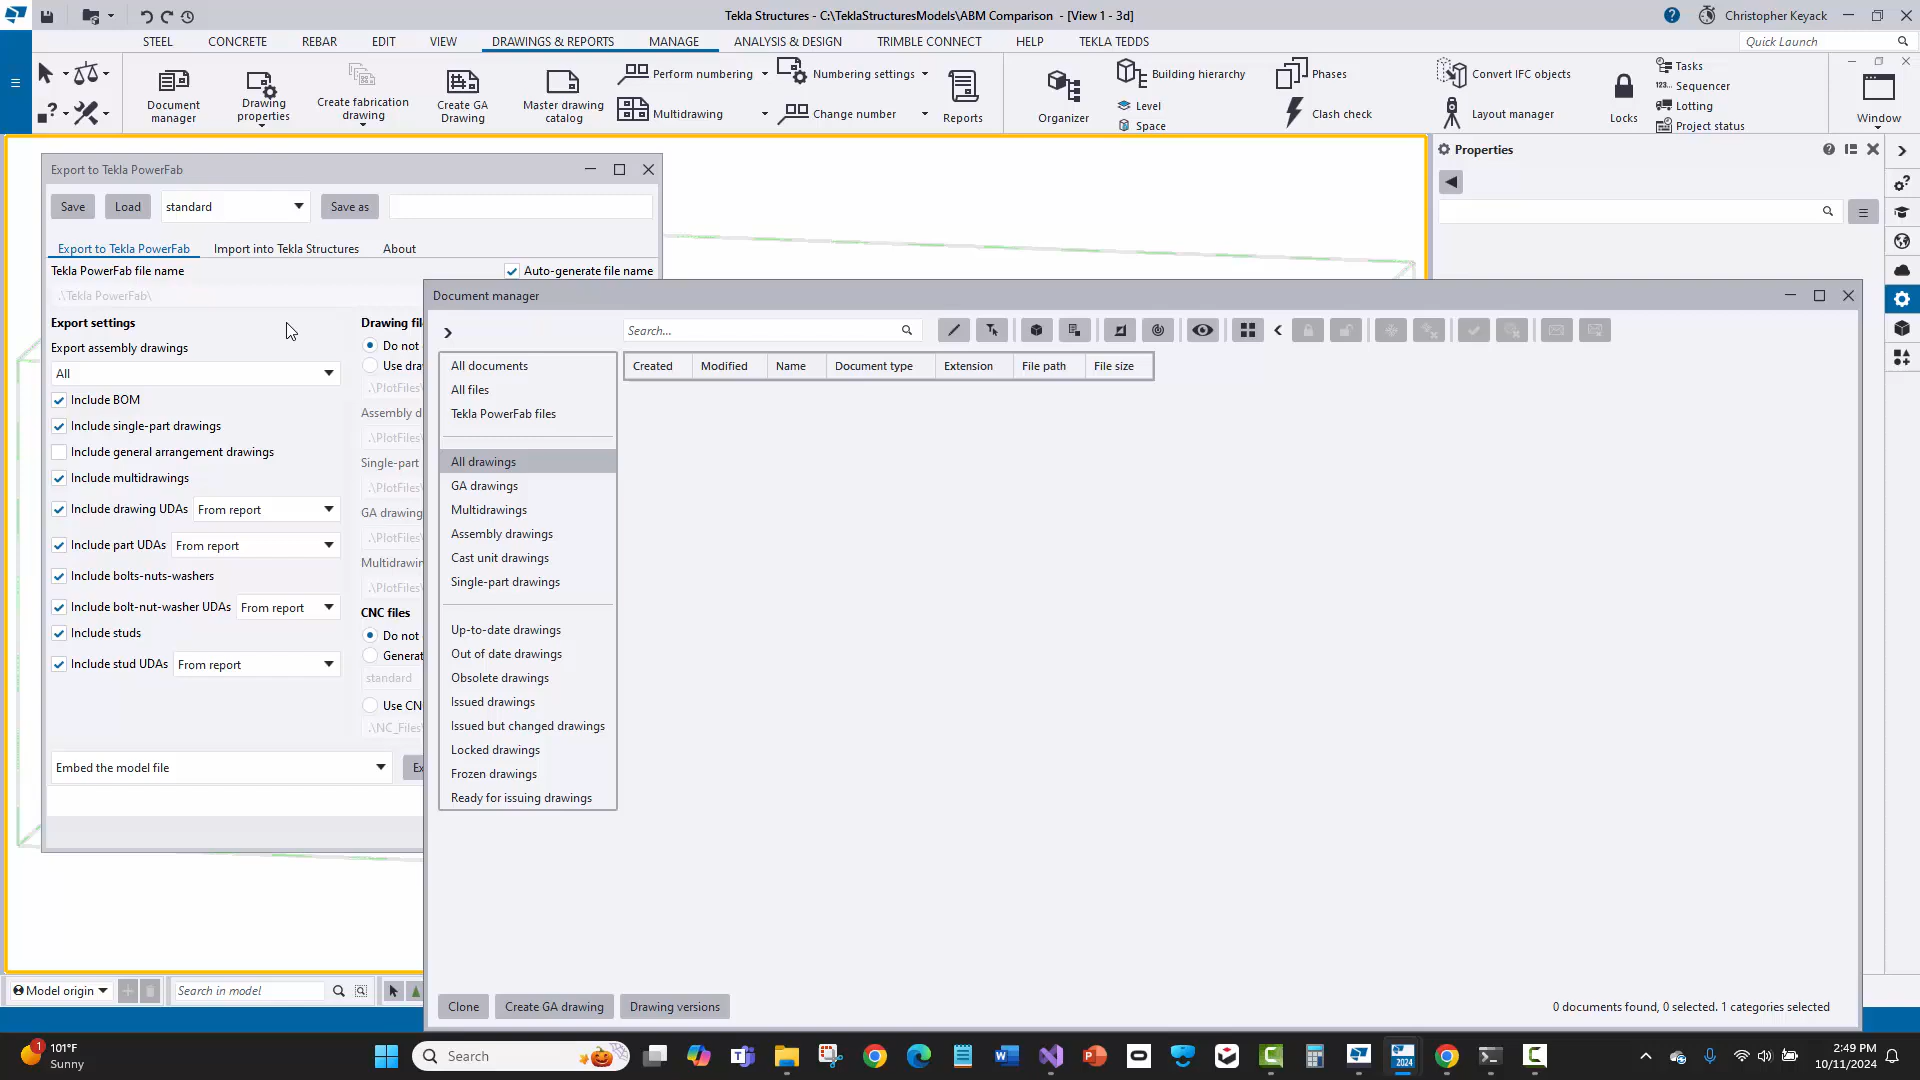 Tekla Structures - C:\TeklaStructuresModels\ABM Comparison - [View 1 - 3d]
Christopher Keyack
STEEL CONCRETE REBAR EDIT VIEW DRAWINGS & REPORTS MANAGE ANALYSIS & DESIGN TRIMBLE CONNECT HELP TEKLA TEDDS
Quick Launch
Document manager
Drawing properties
Create fabrication drawing
Create GA Drawing
Master drawing catalog
Perform numbering
Multidrawing
Numbering settings
Change number
Reports
Organizer
Building hierarchy
Level
Space
Phases
Clash check
Convert IFC objects
Layout manager
Locks
Tasks
123... Sequencer
Lotting
Project status
Window
Properties
Export to Tekla PowerFab
Save Load standard Save as
Export to Tekla PowerFab Import into Tekla Structures About
Tekla PowerFab file name
Auto-generate file name
.\Tekla PowerFab\
Export settings
Export assembly drawings
All
Include BOM
Include single-part drawings
Include general arrangement drawings
Include multidrawings
Include drawing UDAs From report
Include part UDAs From report
Include bolts-nuts-washers
Include bolt-nut-washer UDAs From report
Include studs
Include stud UDAs From report
Embed the model file
Ex
Drawing fil
Do not
Use dra
.\PlotFiles\
Assembly d
.\PlotFiles\
Single-part
.\PlotFiles\
GA drawing
.\PlotFiles\
Multidrawin
.\PlotFiles\
CNC files
Do not
Generat
standard
Use CN
.\NC_Files\
Document manager
Search...
All documents
All files
Tekla PowerFab files
All drawings
GA drawings
Multidrawings
Assembly drawings
Cast unit drawings
Single-part drawings
Up-to-date drawings
Out of date drawings
Obsolete drawings
Issued drawings
Issued but changed drawings
Locked drawings
Frozen drawings
Ready for issuing drawings
Created Modified Name Document type Extension File path File size
Clone Create GA drawing Drawing versions
0 documents found, 0 selected. 1 categories selected
Model origin
Search in model
1
101°F
Sunny
Search
2024
2:49 PM
10/11/2024